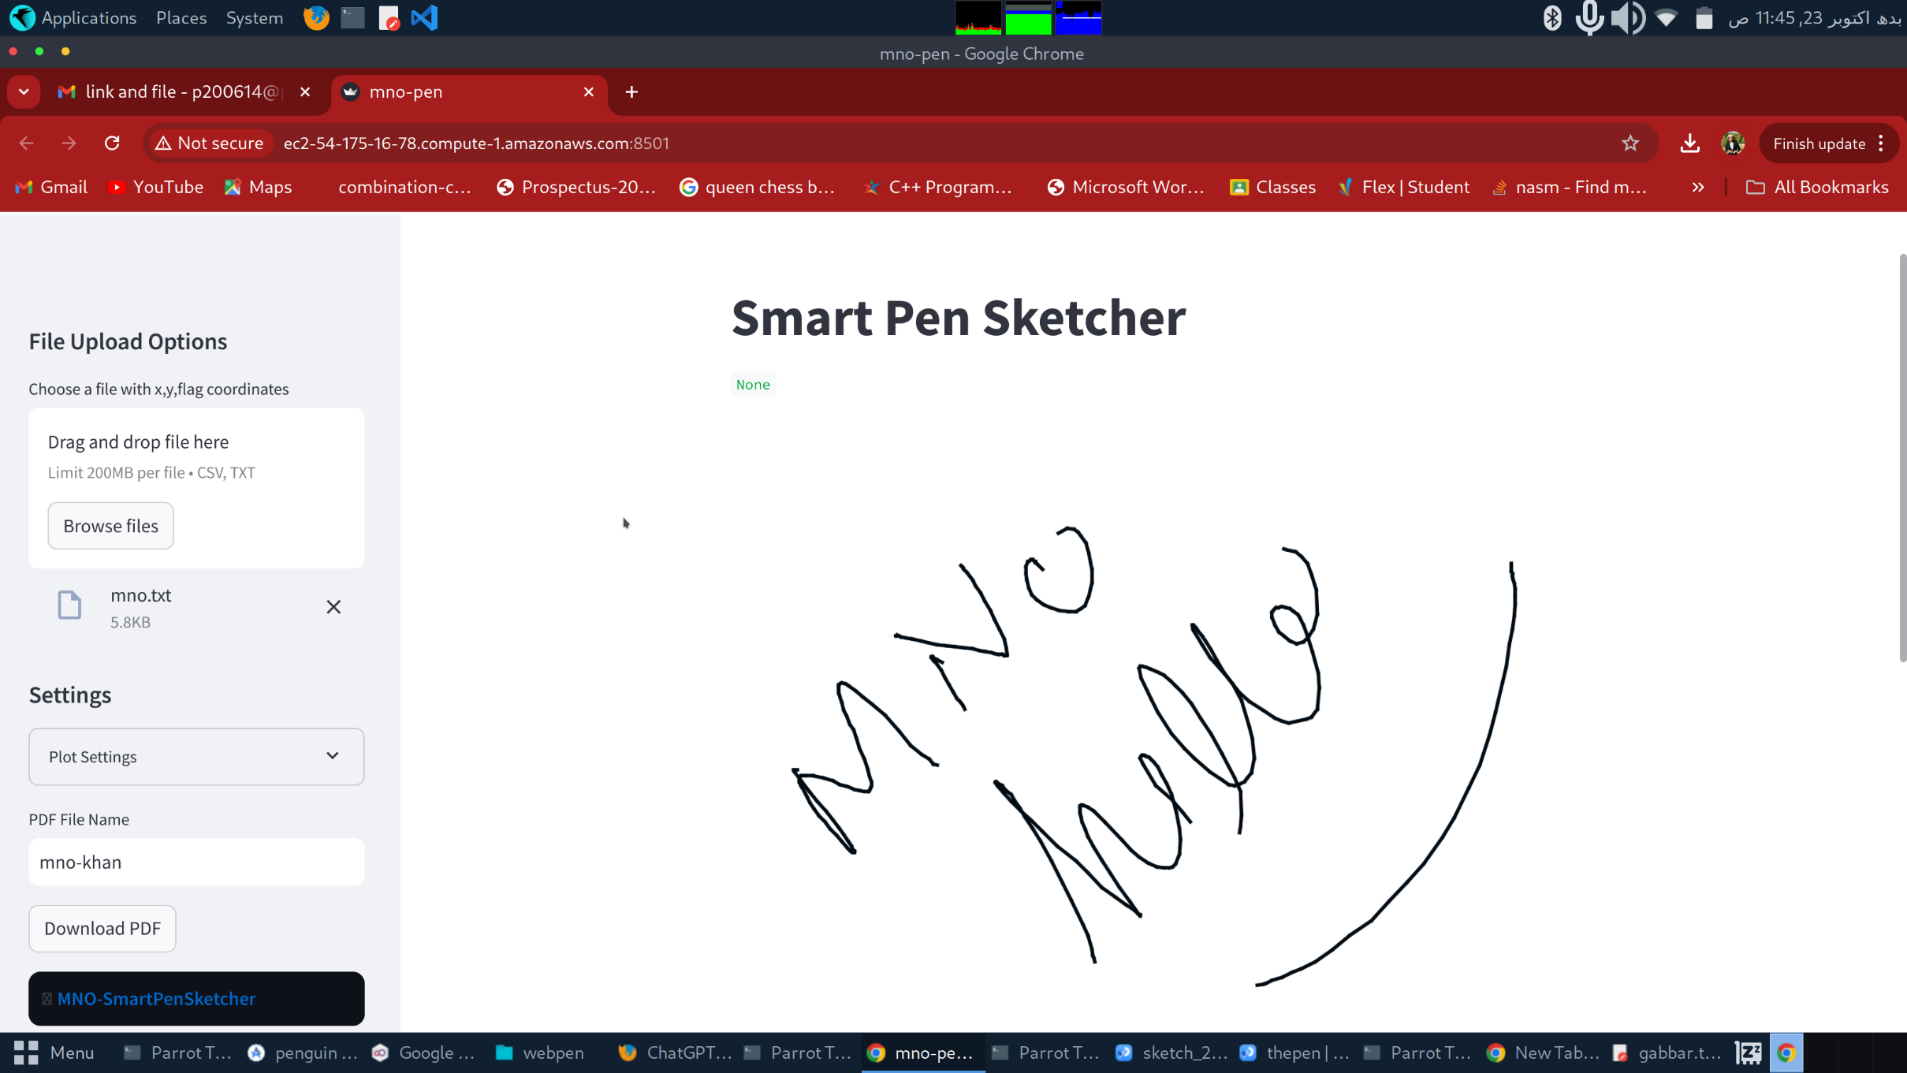 Applications Places System
بدھ اکتوبر 23, 11:45 ص
mno-pen - Google Chrome
link and file - p200614@
mno-pen
Not secure ec2-54-175-16-78.compute-1.amazonaws.com:8501
Finish update
Gmail YouTube Maps combination-c... Prospectus-20... queen chess b... C++ Program... Microsoft Wor... Classes Flex | Student nasm - Find m... » All Bookmarks
File Upload Options
Choose a file with x,y,flag coordinates
Drag and drop file here
Limit 200MB per file • CSV, TXT
Browse files
mno.txt
5.8KB
Settings
Plot Settings
PDF File Name
mno-khan
Download PDF
MNO-SmartPenSketcher
Smart Pen Sketcher
None
MNO
hello
Menu Parrot T... penguin ... Google ... webpen ChatGPT... Parrot T... mno-pe... Parrot T... sketch_2... thepen | ... Parrot T... New Tab... gabbar.t...